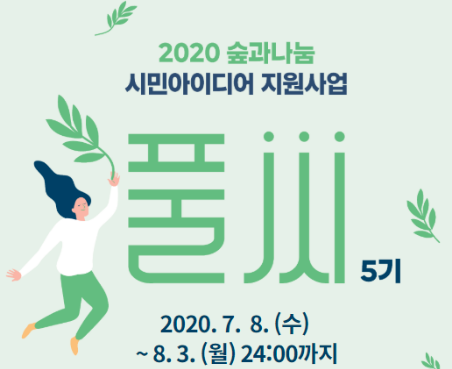 2020 숲과나눔
시민아이디어 지원사업
풀씨
5기
2020. 7. 8. (수)
~ 8. 3. (월) 24:00까지